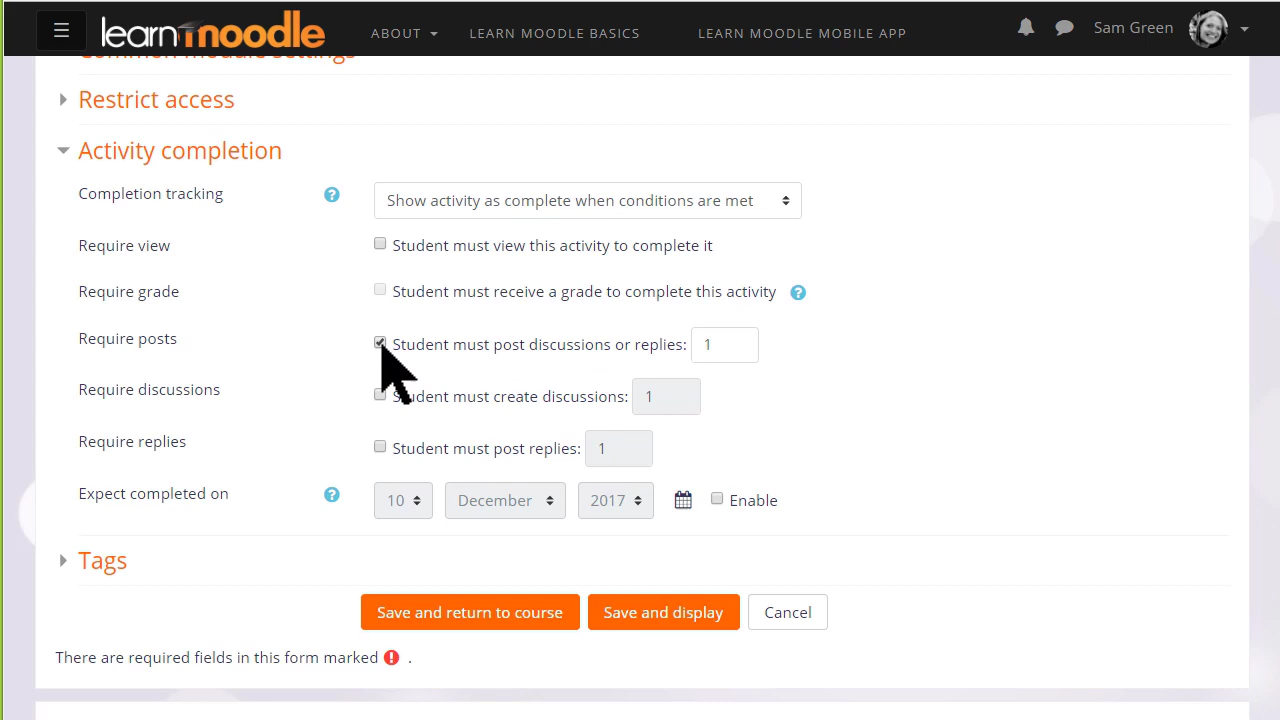 learnmoodle ABOUT LEARN MOODLE BASICS LEARN MOODLE MOBILE APP Sam Green
Common module settings
Restrict access
Activity completion
Completion tracking ? Show activity as complete when conditions are met
Require view Student must view this activity to complete it
Require grade Student must receive a grade to complete this activity ?
Require posts Student must post discussions or replies: 1
Require discussions Student must create discussions: 1
Require replies Student must post replies: 1
Expect completed on ? 10 December 2017 Enable
Tags
Save and return to course Save and display Cancel
There are required fields in this form marked ! .